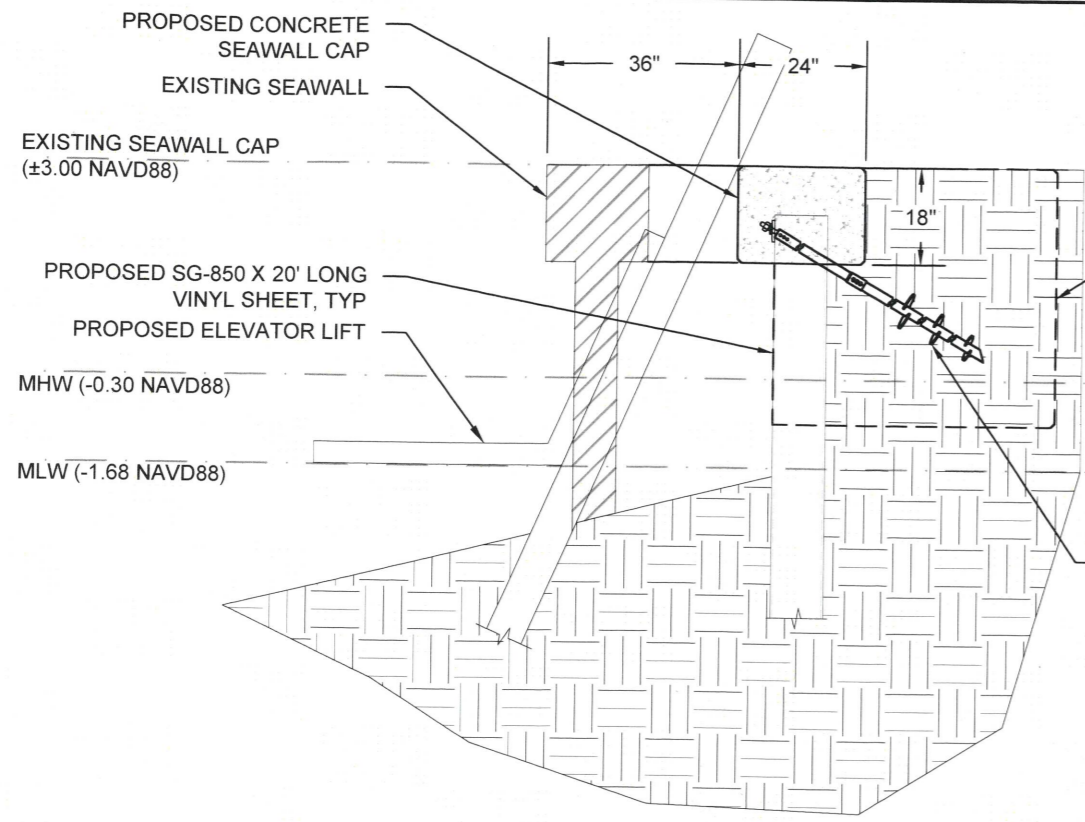 PROPOSED CONCRETE
SEAWALL CAP
36"
24"
EXISTING SEAWALL
EXISTING SEAWALL CAP
(±3.00 NAVD88)
18"
PROPOSED SG-850 X 20' LONG
VINYL SHEET, TYP
PROPOSED ELEVATOR LIFT
MHW (-0.30 NAVD88)
MLW (-1.68 NAVD88)